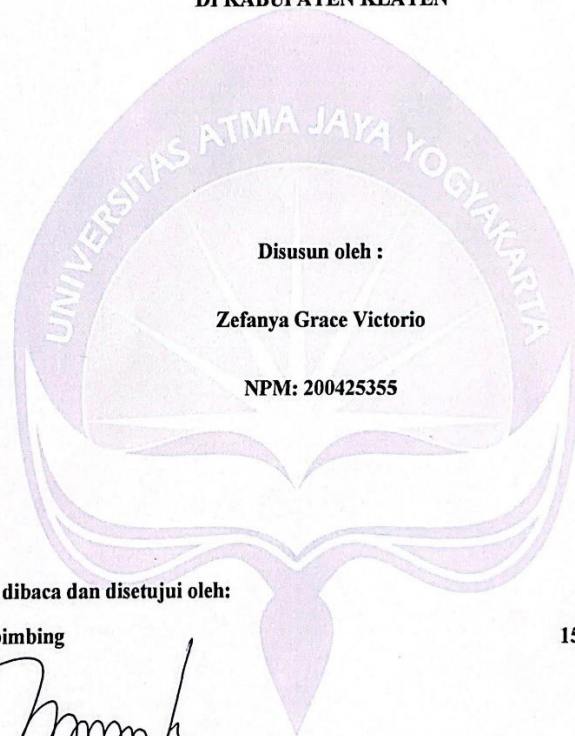 DI KABUPATEN KLATEN
UNIVERSITAS ATMA JAYA YOGYAKARTA
Disusun oleh :
Zefanya Grace Victorio
NPM: 200425355
dibaca dan disetujui oleh:
bimbing
15